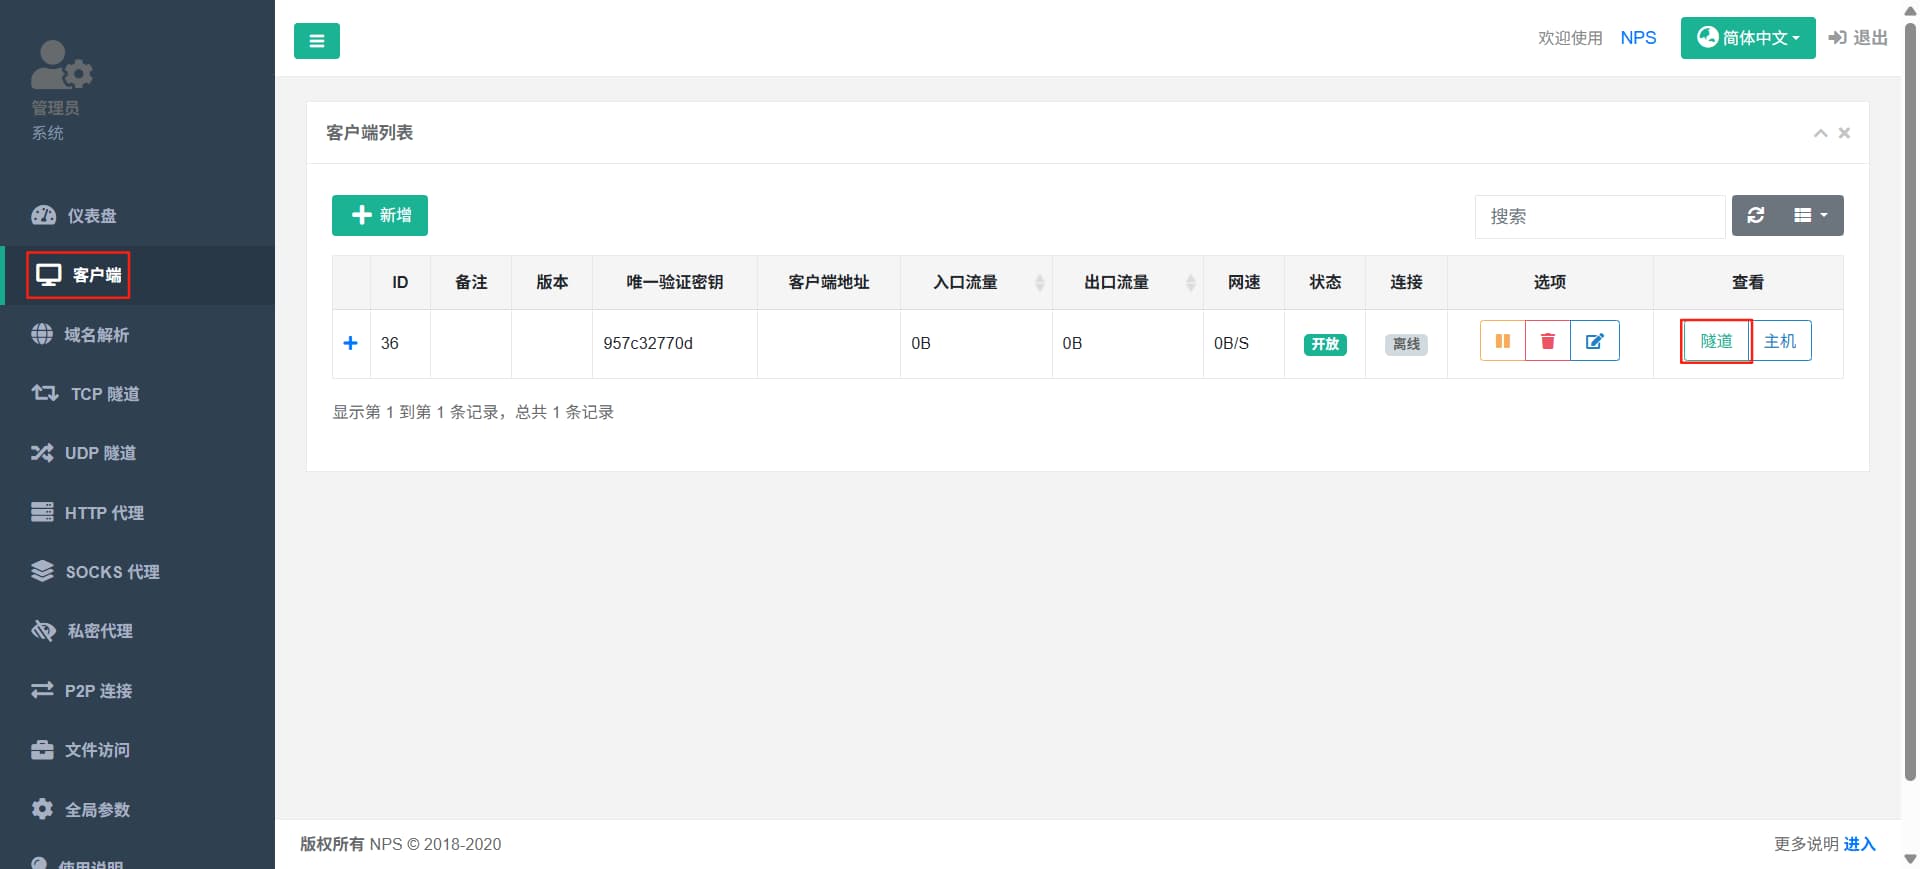 管理员
系统
仪表盘
客户端
域名解析
TCP 隧道
UDP 隧道
HTTP 代理
SOCKS 代理
私密代理
P2P 连接
文件访问
全局参数
使用说明
欢迎使用 NPS 简体中文 退出
客户端列表
新增
搜索
ID 备注 版本 唯一验证密钥 客户端地址 入口流量 出口流量 网速 状态 连接 选项 查看
36 957c32770d 0B 0B 0B/S 开放 离线 隧道 主机
显示第 1 到第 1 条记录，总共 1 条记录
版权所有 NPS © 2018-2020
更多说明 进入